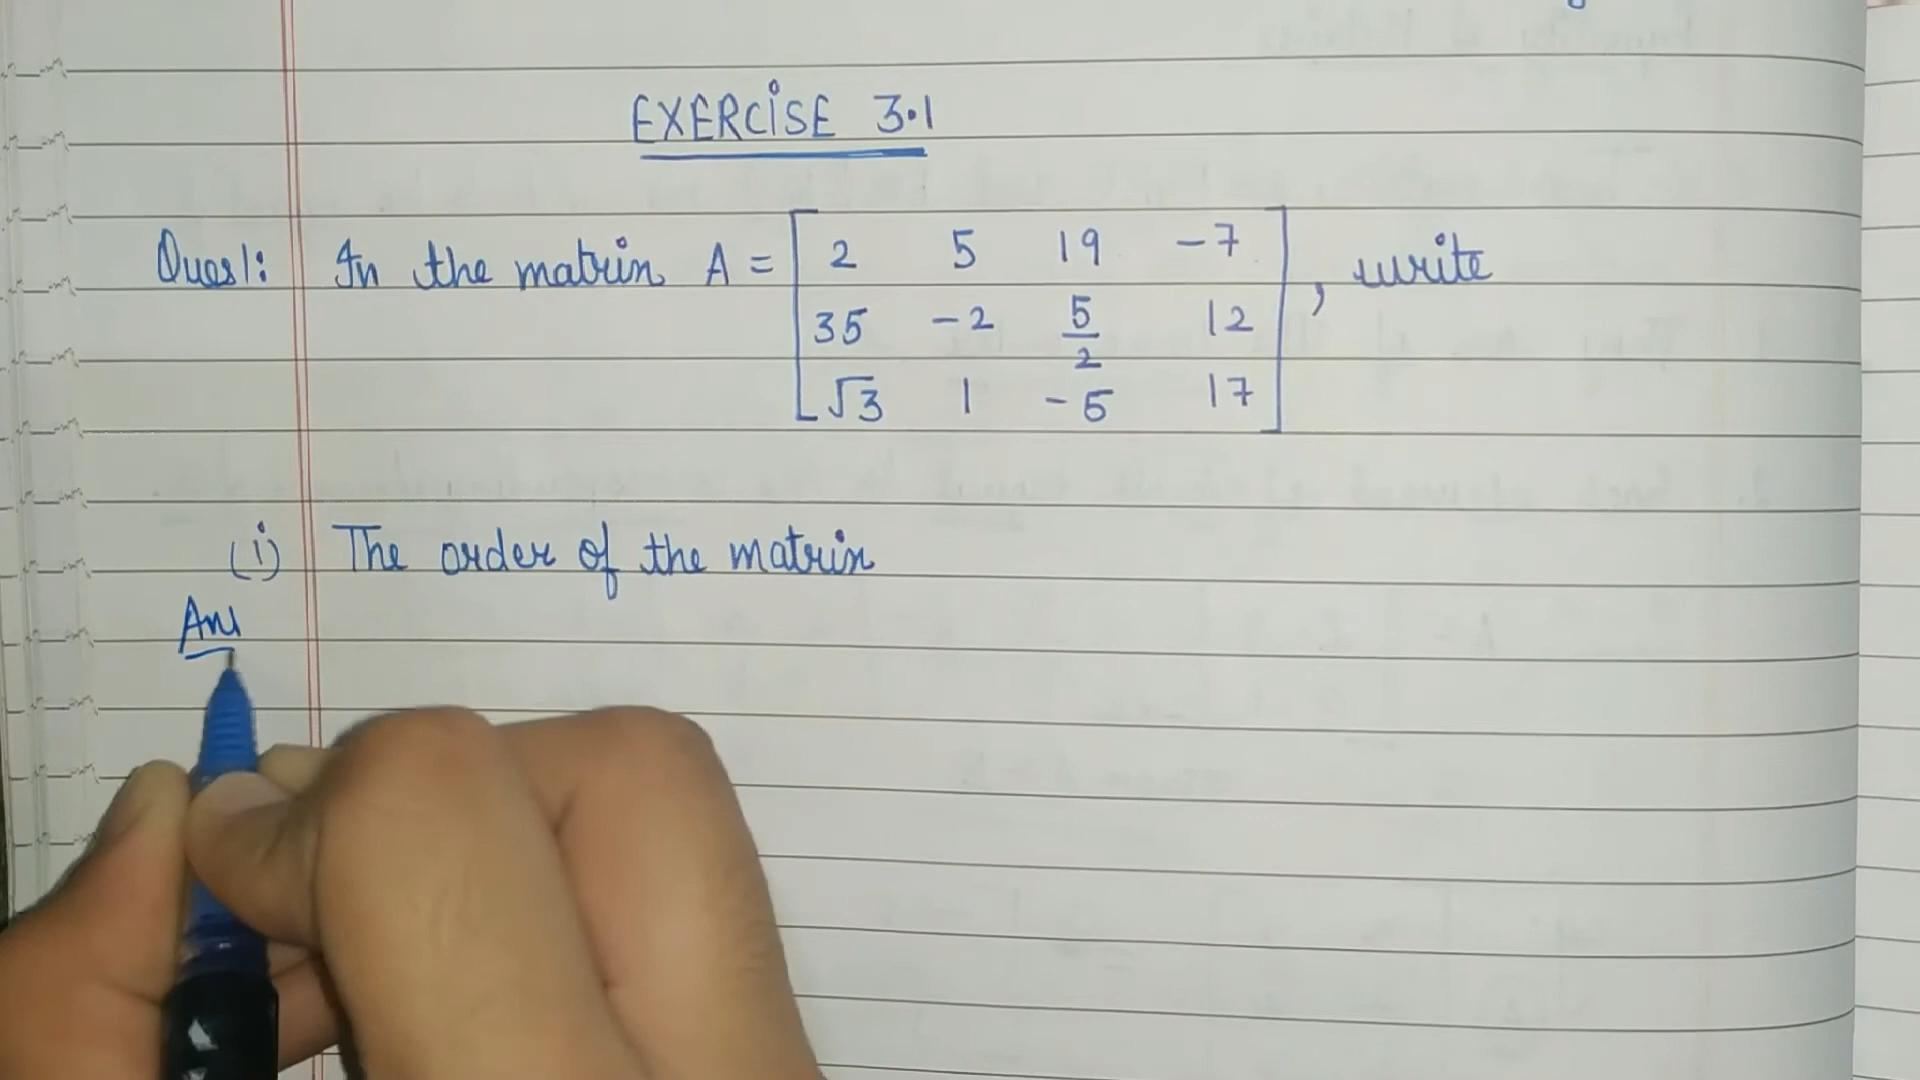 EXERCISE 3.1
Ques1: In the matrix A = [ 2 5 19 -7 ], write
35 -2 5/2 12
√3 1 -5 17
(i) The order of the matrix
Ans